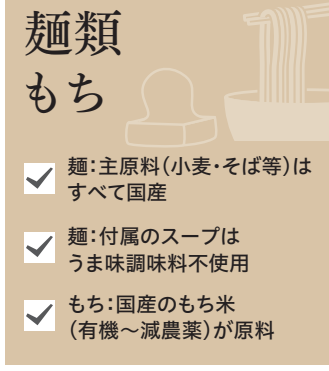 麺類
もち
麺:主原料(小麦・そば等)は
すべて国産
麺:付属のスープは
うま味調味料不使用
もち:国産のもち米
(有機〜減農薬)が原料